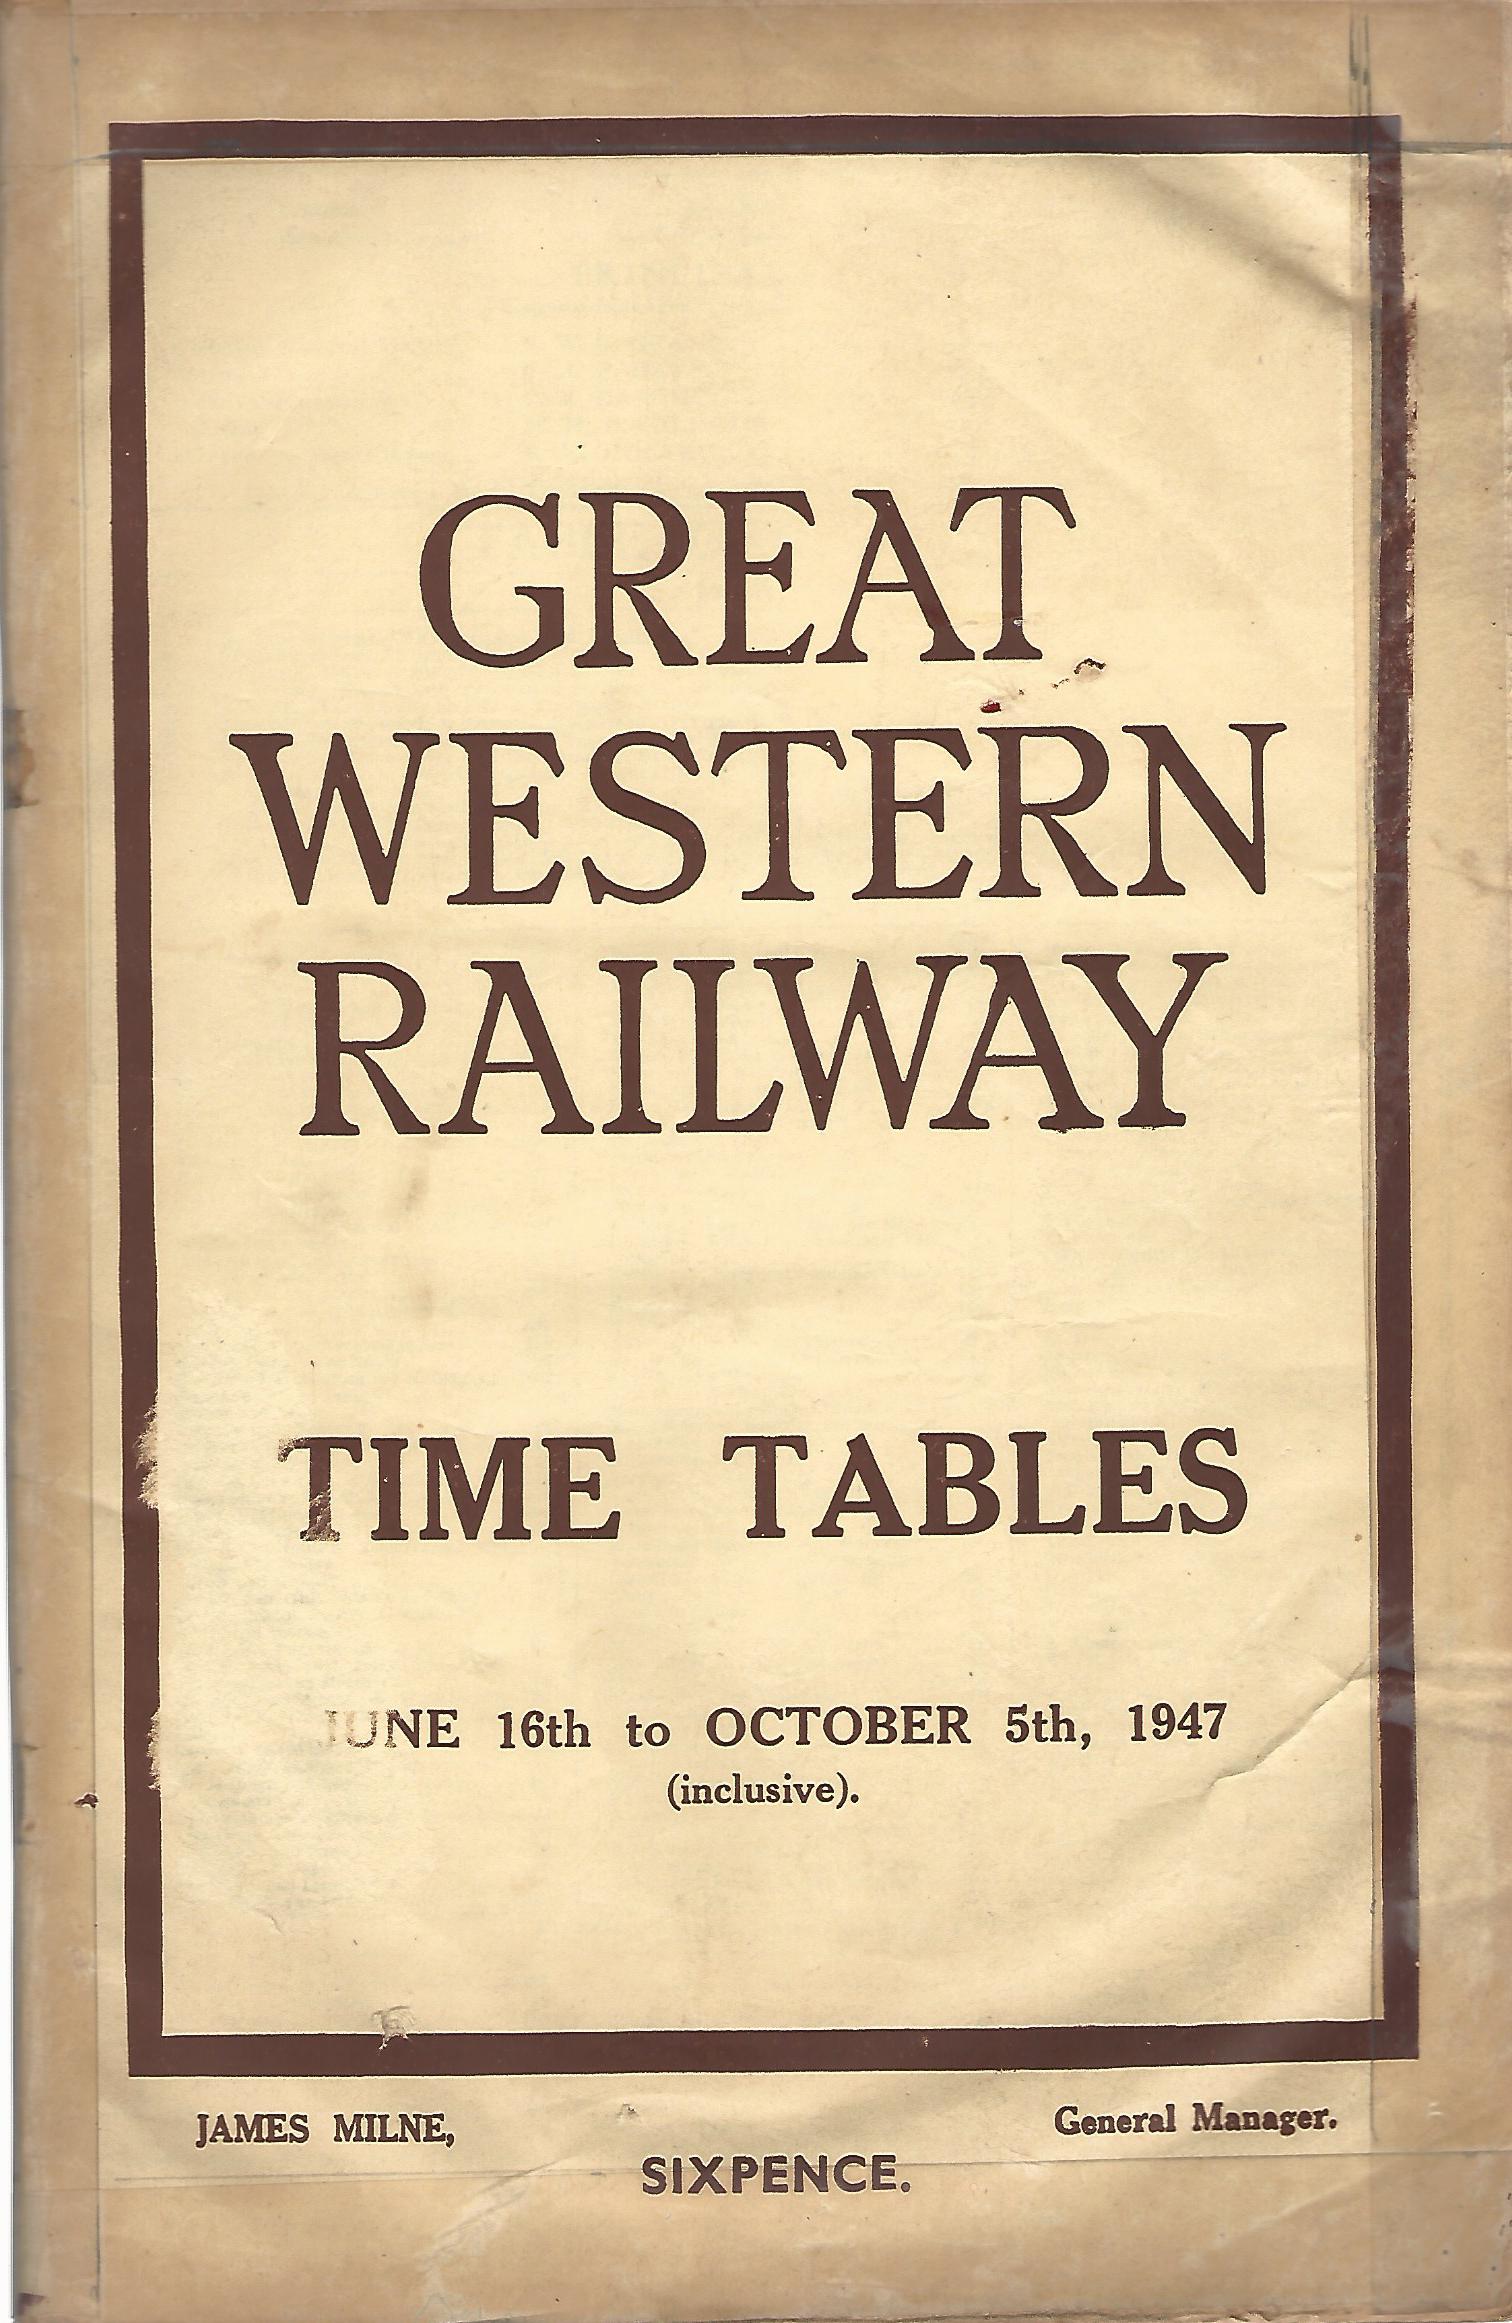 GREAT
WESTERN
RAILWAY
TIME TABLES
JUNE 16th to OCTOBER 5th, 1947
(inclusive).
JAMES MILNE, General Manager.
SIXPENCE.